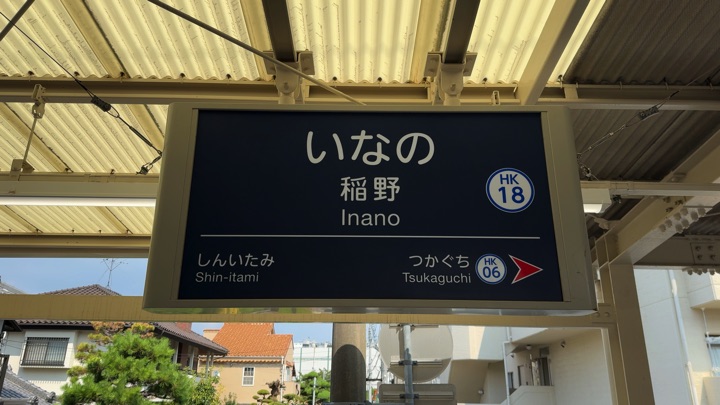 いなの
稲野
Inano
HK
18
しんいたみ
Shin-itami
つかぐち
Tsukaguchi
HK
06